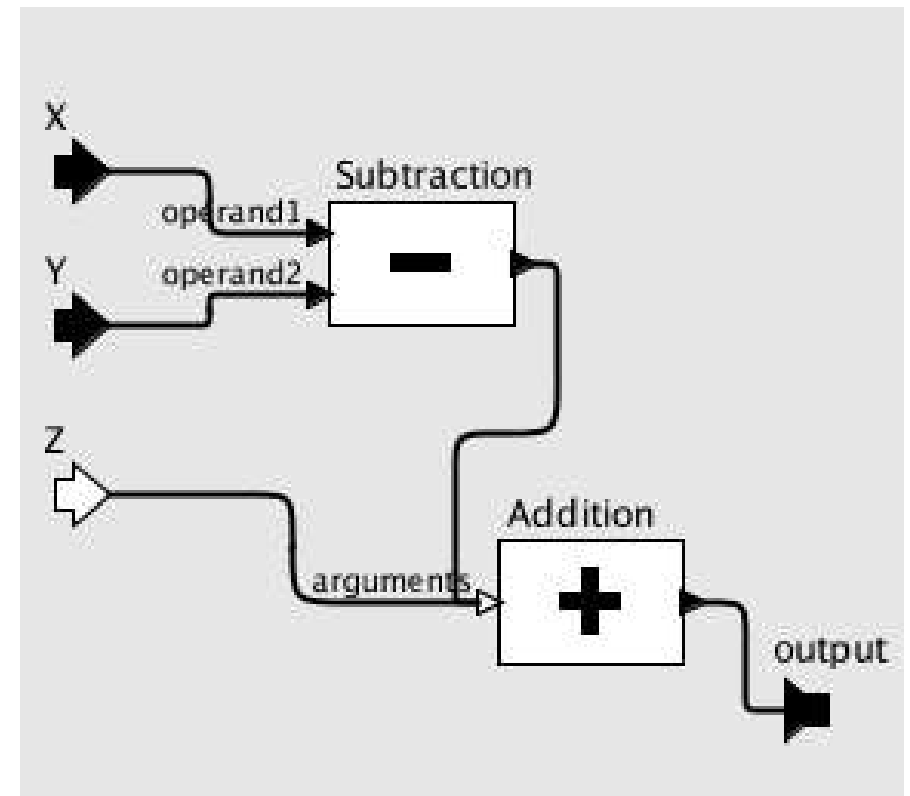 X
Subtraction
operand1
Y
operand2
Z
Addition
arguments
output